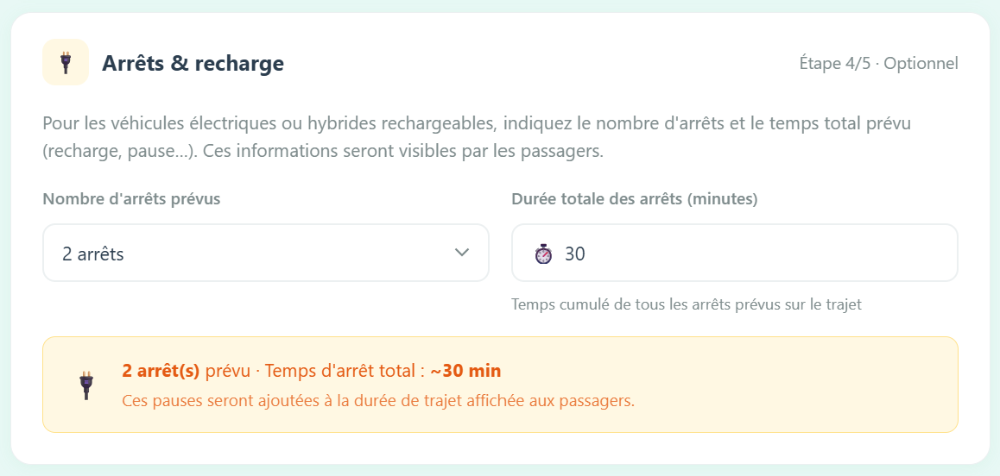 Arrêts & recharge
Étape 4/5 · Optionnel
Pour les véhicules électriques ou hybrides rechargeables, indiquez le nombre d'arrêts et le temps total prévu
(recharge, pause...). Ces informations seront visibles par les passagers.
Nombre d'arrêts prévus
Durée totale des arrêts (minutes)
2 arrêts
30
Temps cumulé de tous les arrêts prévus sur le trajet
2 arrêt(s) prévu · Temps d'arrêt total : ~30 min
Ces pauses seront ajoutées à la durée de trajet affichée aux passagers.